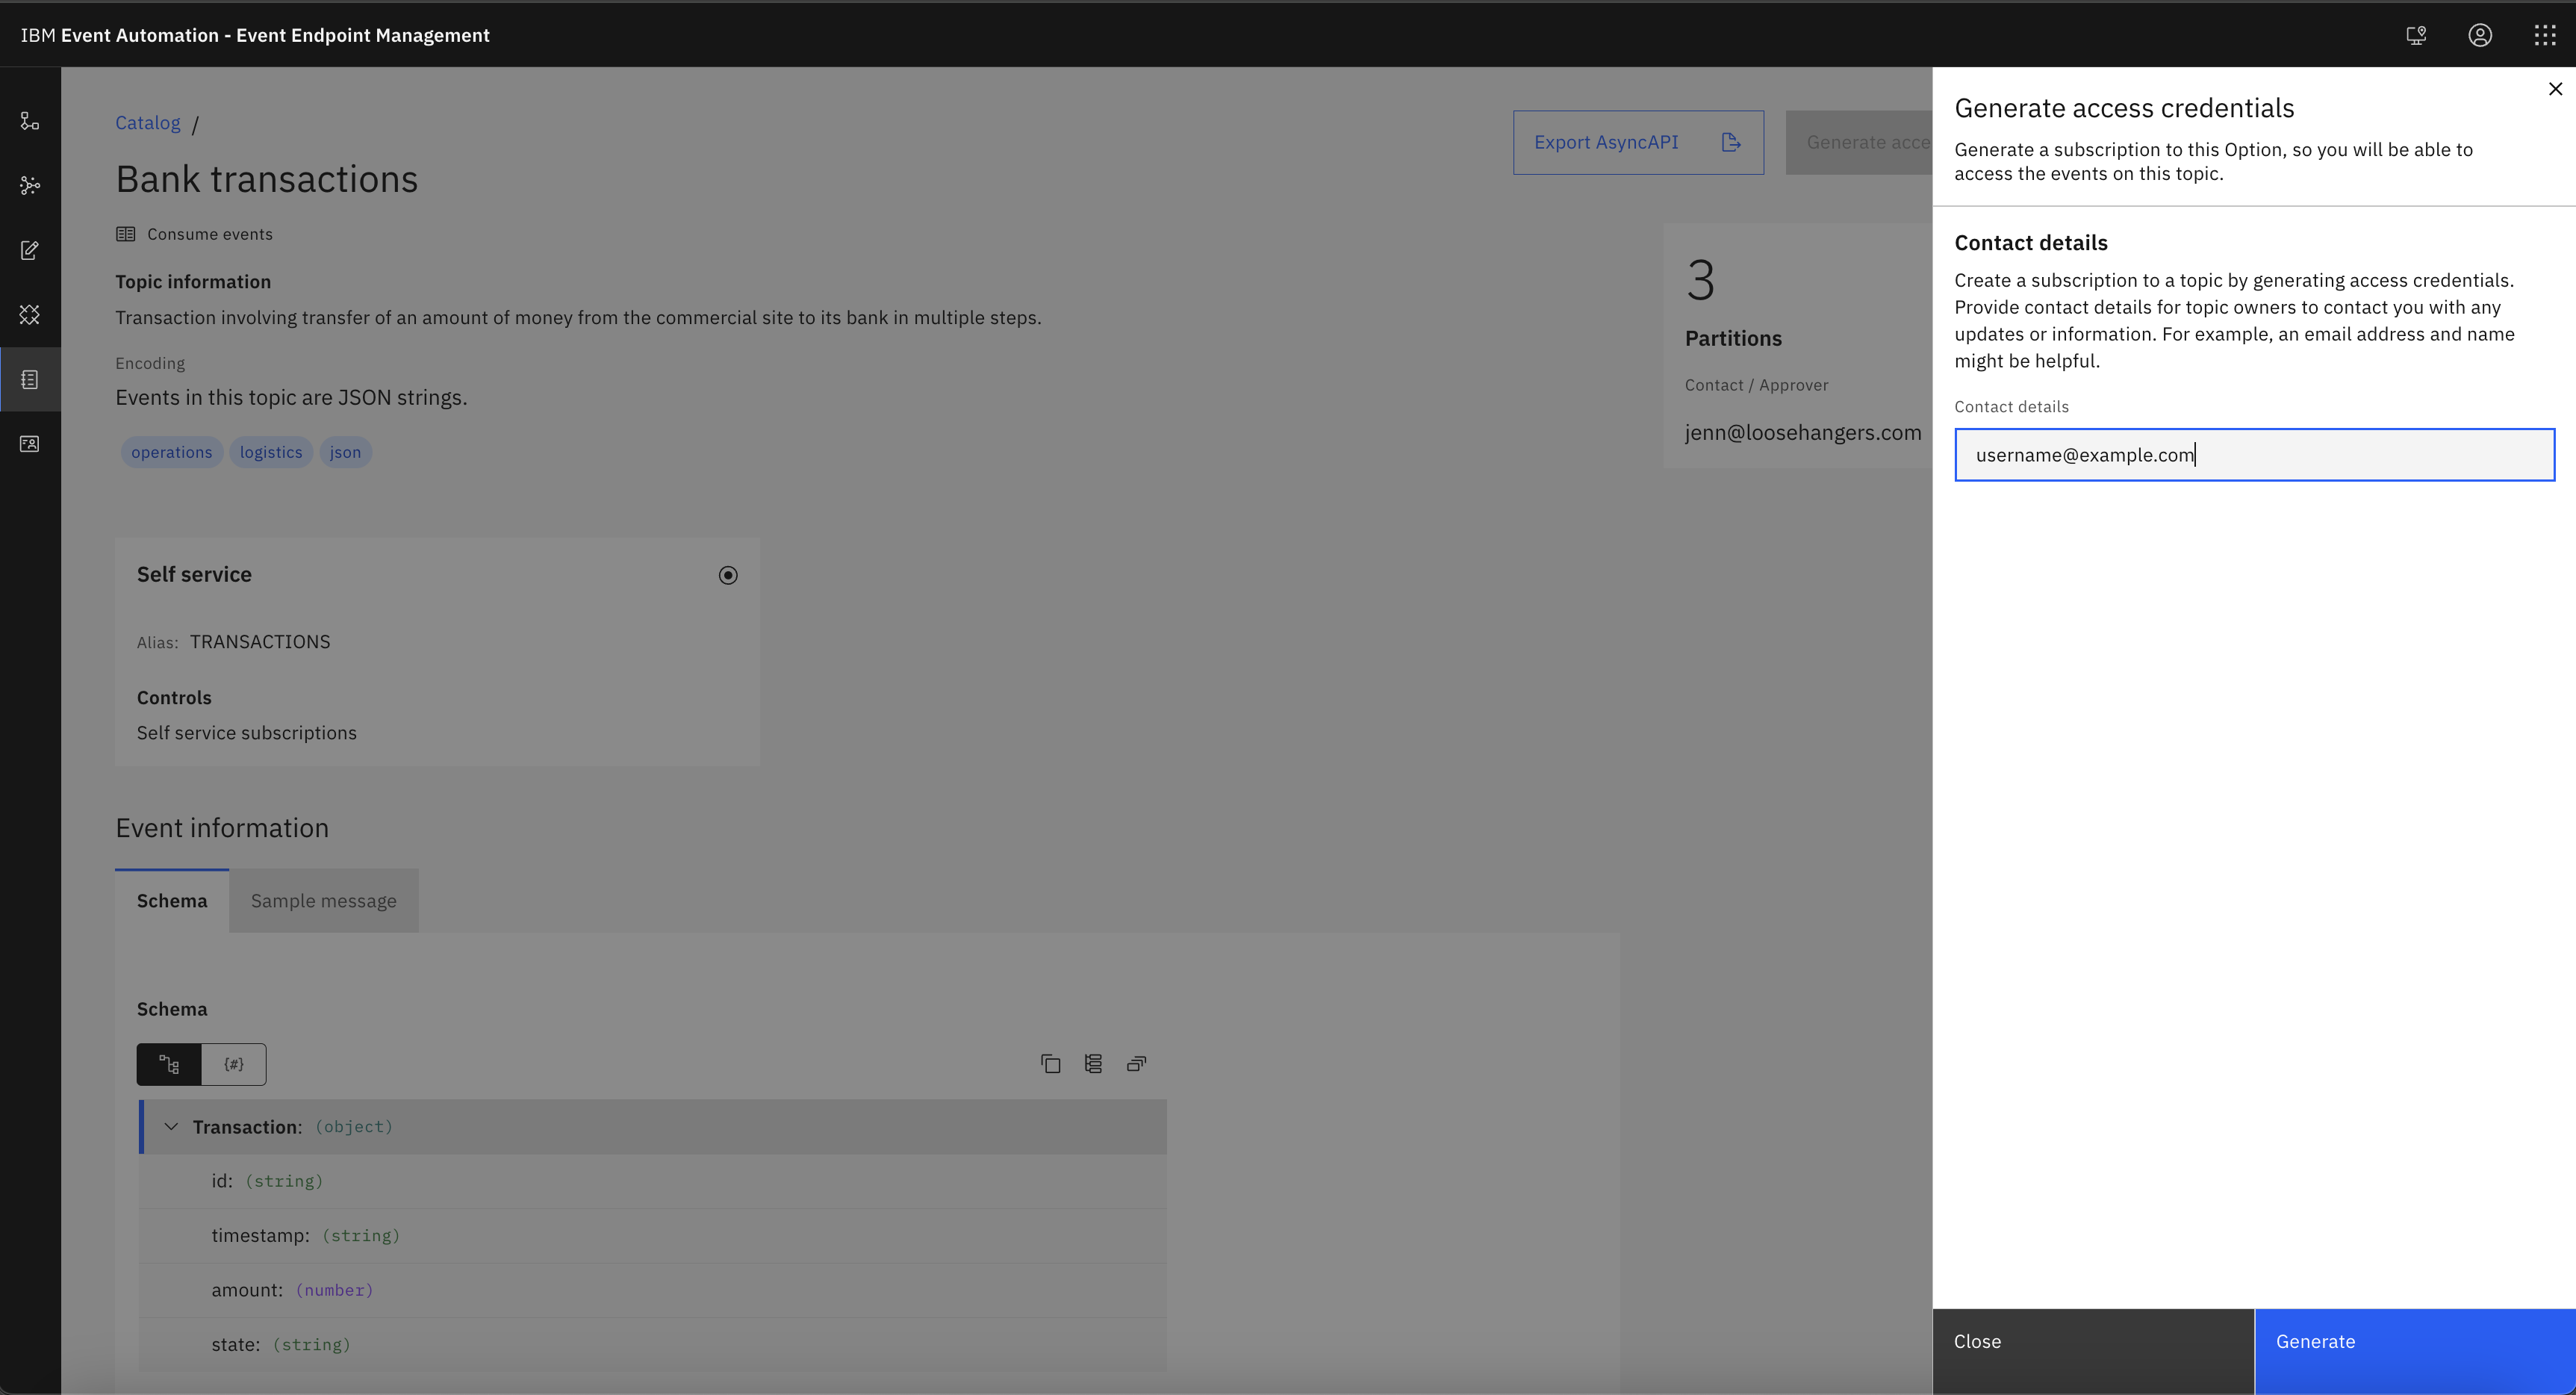 IBM Event Automation - Event Endpoint Management
Catalog /
Bank transactions
Consume events
Topic information
Transaction involving transfer of an amount of money from the commercial site to its bank in multiple steps.
Encoding
Events in this topic are JSON strings.
operations logistics json
Export AsyncAPI
Generate acce
3
Partitions
Contact / Approver
jenn@loosehangers.com
Self service
Alias: TRANSACTIONS
Controls
Self service subscriptions
Event information
Schema Sample message
Schema
{#}
Transaction: (object)
id: (string)
timestamp: (string)
amount: (number)
state: (string)
Generate access credentials
Generate a subscription to this Option, so you will be able to
access the events on this topic.
Contact details
Create a subscription to a topic by generating access credentials.
Provide contact details for topic owners to contact you with any
updates or information. For example, an email address and name
might be helpful.
Contact details
username@example.com
Close
Generate